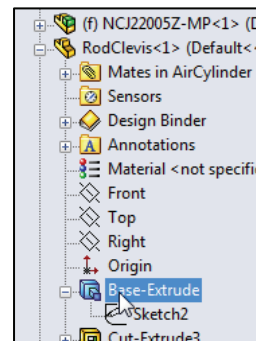 (f) NCJ22005Z-MP<1> (D
RodClevis<1> (Default<
Mates in AirCylinder
Sensors
Design Binder
Annotations
Material <not specifi
Front
Top
Right
Origin
Base-Extrude
Sketch2
Cut-Extrude3